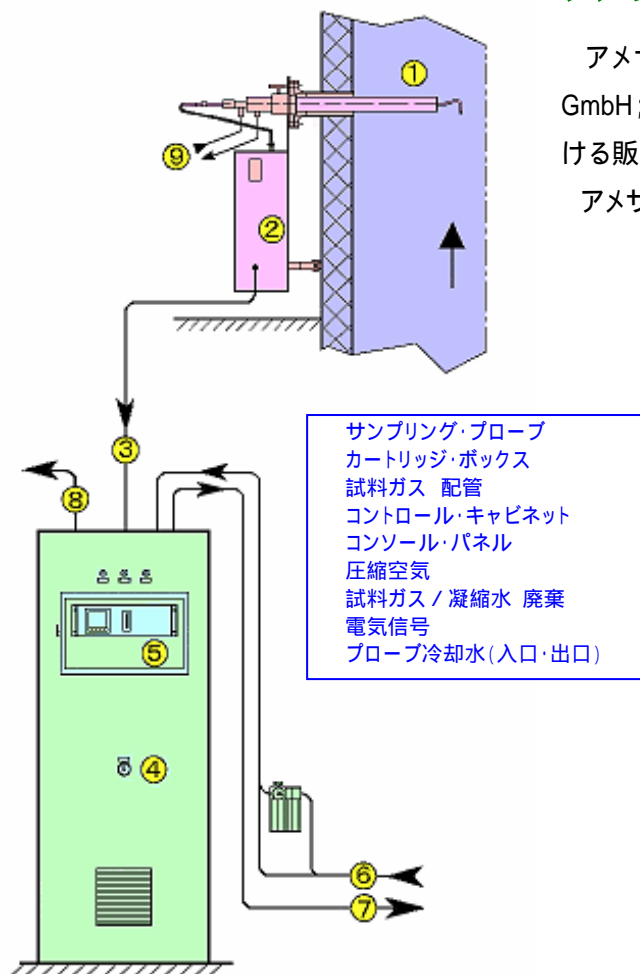 アメ
GmbH
ける販
アメサ
①
⑨
②
③
⑧
サンプリング・プローブ
カートリッジ・ボックス
試料ガス 配管
コントロール・キャビネット
コンソール・パネル
圧縮空気
試料ガス / 凝縮水 廃棄
電気信号
プローブ冷却水(入口・出口)
⑤
④
⑥
⑦